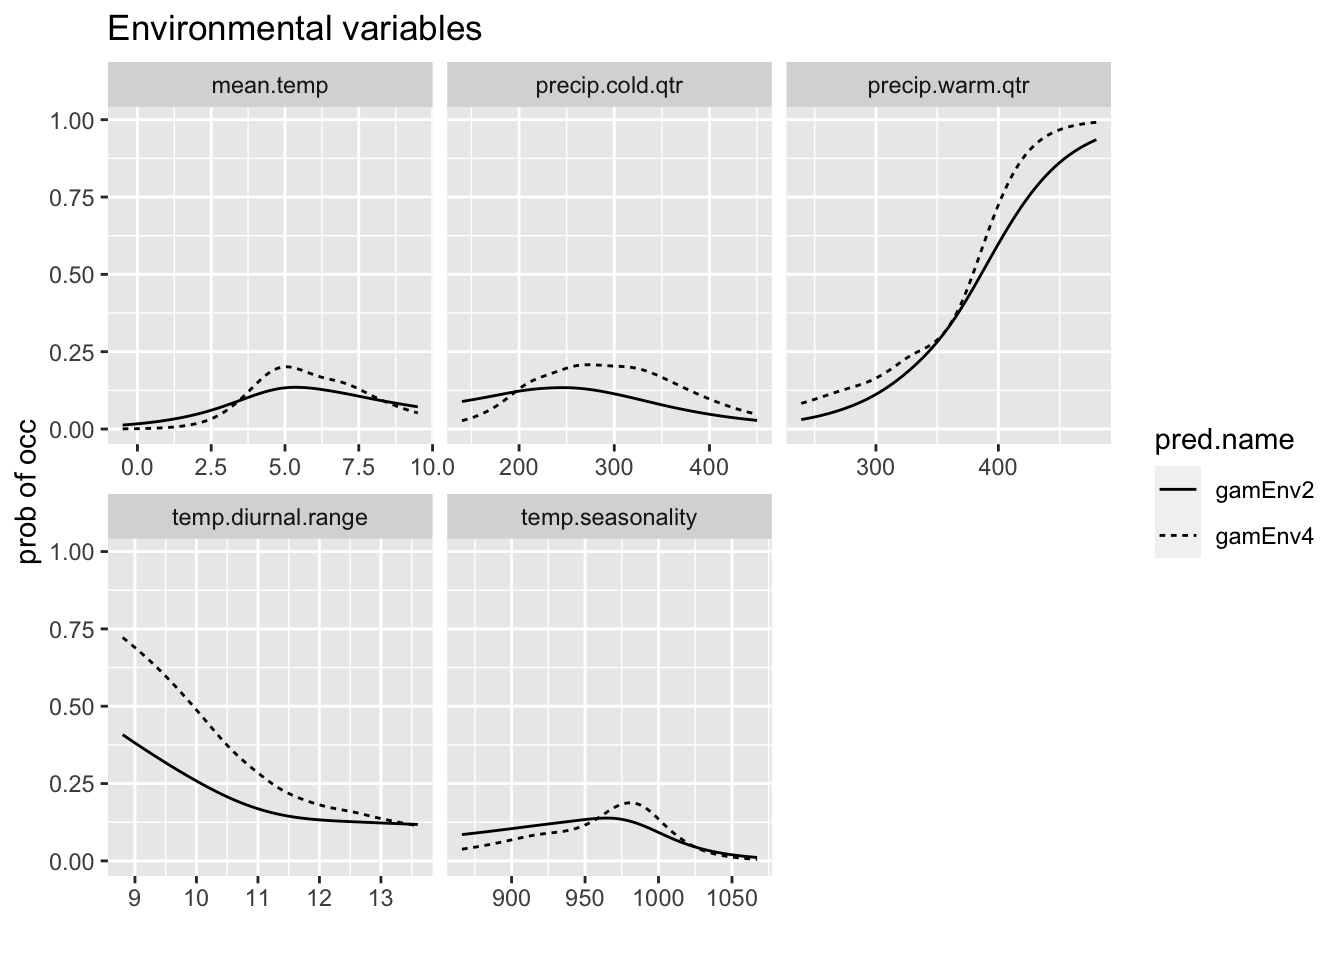 Environmental variables
mean.temp precip.cold.qtr precip.warm.qtr
1.00
0.75
0.50
0.25
0.00
0.0 2.5 5.0 7.5 10.0 200 300 400 300 400
prob of occ
temp.diurnal.range temp.seasonality
1.00
0.75
0.50
0.25
0.00
9 10 11 12 13 900 950 1000 1050
pred.name
gamEnv2
gamEnv4